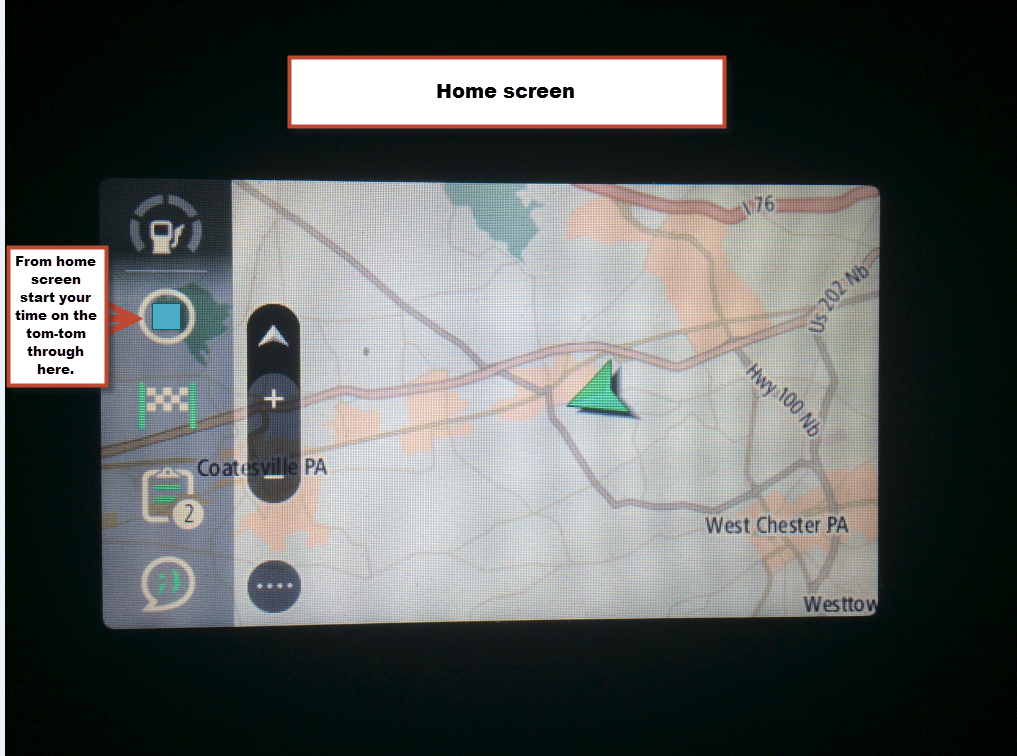 Home screen
From home
screen
start your
time on the
tom-tom
through
here.
I 76
US 202 Nb
Hwy 100 Nb
Coatesville PA
2
West Chester PA
Westtow